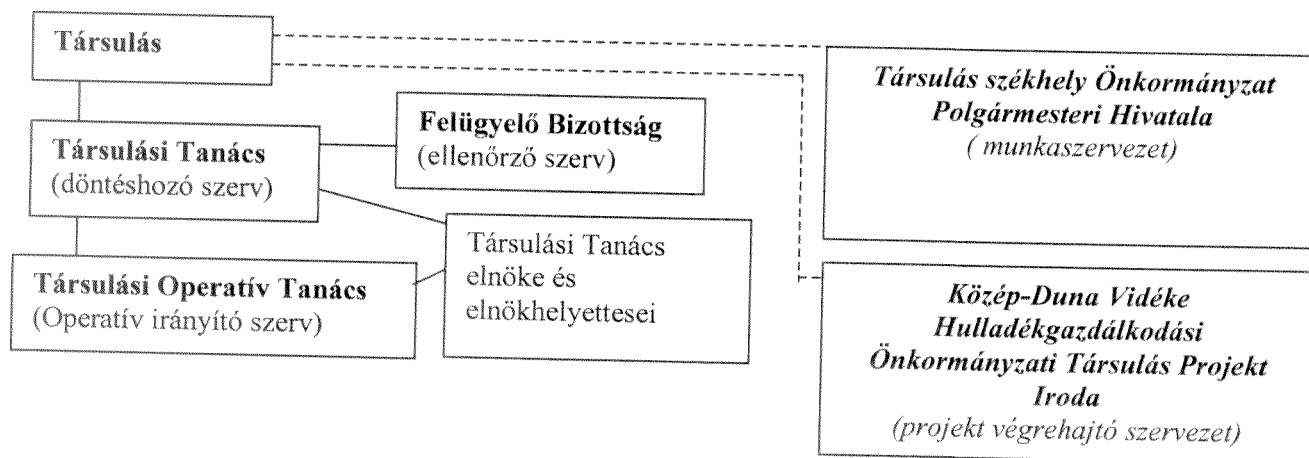 Társulás
Társulási Tanács
(döntéshozó szerv)
Felügyelő Bizottság
(ellenőrző szerv)
Társulási Operatív Tanács
(Operatív irányító szerv)
Társulási Tanács
elnöke és
elnökhelyettesei
Társulás székhely Önkormányzat
Polgármesteri Hivatala
( munkaszervezet)
Közép-Duna Vidéke
Hulladékgazdálkodási
Önkormányzati Társulás Projekt
Iroda
(projekt végrehajtó szervezet)